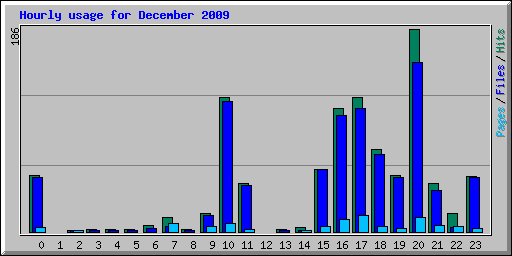 Hourly usage for December 2009
186
Pages / Files / Hits
0 1 2 3 4 5 6 7 8 9 10 11 12 13 14 15 16 17 18 19 20 21 22 23